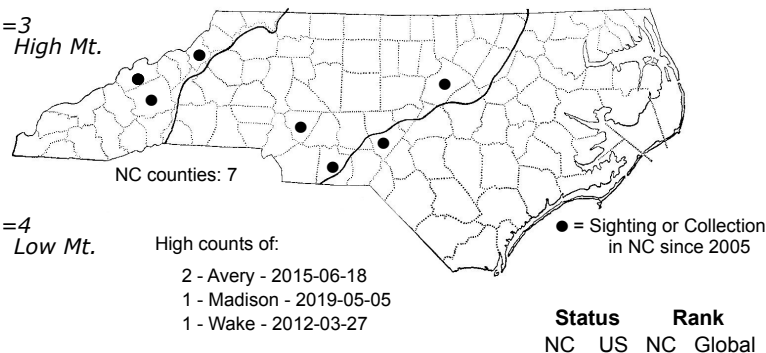 =3
High Mt.
NC counties: 7
=4
Low Mt.
High counts of:
2 - Avery - 2015-06-18
1 - Madison - 2019-05-05
1 - Wake - 2012-03-27
● = Sighting or Collection
in NC since 2005
Status Rank
NC US NC Global